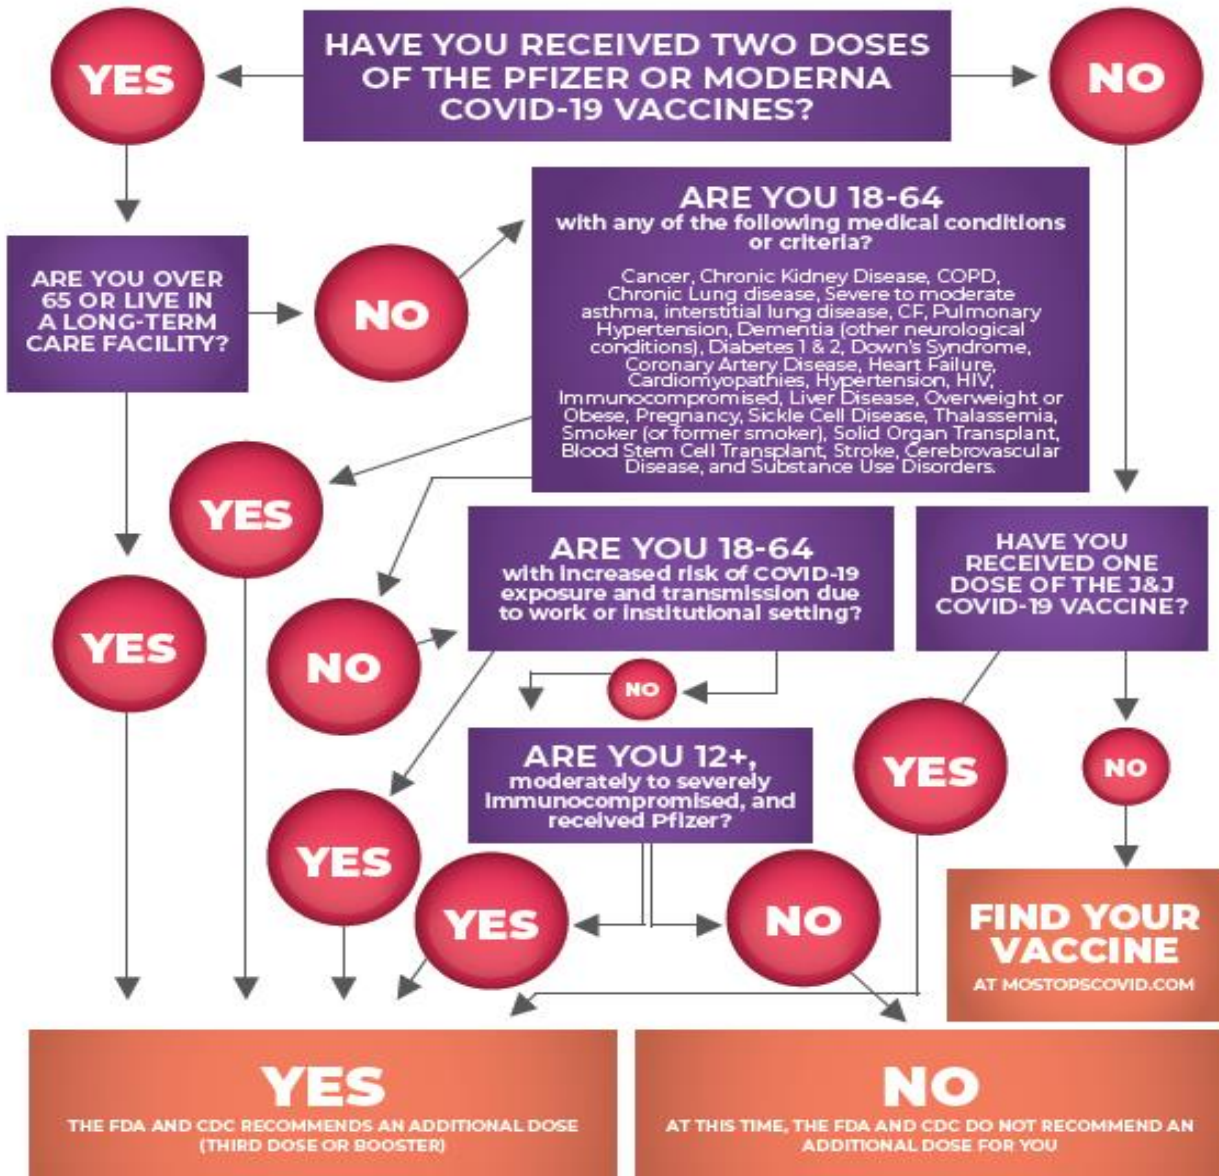 HAVE YOU RECEIVED TWO DOSES
OF THE PFIZER OR MODERNA
COVID-19 VACCINES?
YES
NO
ARE YOU OVER
65 OR LIVE IN
A LONG-TERM
CARE FACILITY?
NO
ARE YOU 18-64
with any of the following medical conditions
or criteria?
Cancer, Chronic Kidney Disease, COPD,
Chronic Lung disease, Severe to moderate
asthma, interstitial lung disease, CF, Pulmonary
Hypertension, Dementia (other neurological
conditions), Diabetes 1 & 2, Down's Syndrome,
Coronary Artery Disease, Heart Failure,
Cardiomyopathies, Hypertension, HIV,
Immunocompromised, Liver Disease, Overweight or
Obese, Pregnancy, Sickle Cell Disease, Thalassemia,
Smoker (or former smoker), Solid Organ Transplant,
Blood Stem Cell Transplant, Stroke, Cerebrovascular
Disease, and Substance Use Disorders.
YES
YES
NO
ARE YOU 18-64
with increased risk of COVID-19
exposure and transmission due
to work or institutional setting?
HAVE YOU
RECEIVED ONE
DOSE OF THE J&J
COVID-19 VACCINE?
NO
ARE YOU 12+,
moderately to severely
immunocompromised, and
received Pfizer?
YES
NO
YES
YES
NO
FIND YOUR
VACCINE
AT MOSTOPSCOVID.COM
YES
THE FDA AND CDC RECOMMENDS AN ADDITIONAL DOSE
(THIRD DOSE OR BOOSTER)
NO
AT THIS TIME, THE FDA AND CDC DO NOT RECOMMEND AN
ADDITIONAL DOSE FOR YOU